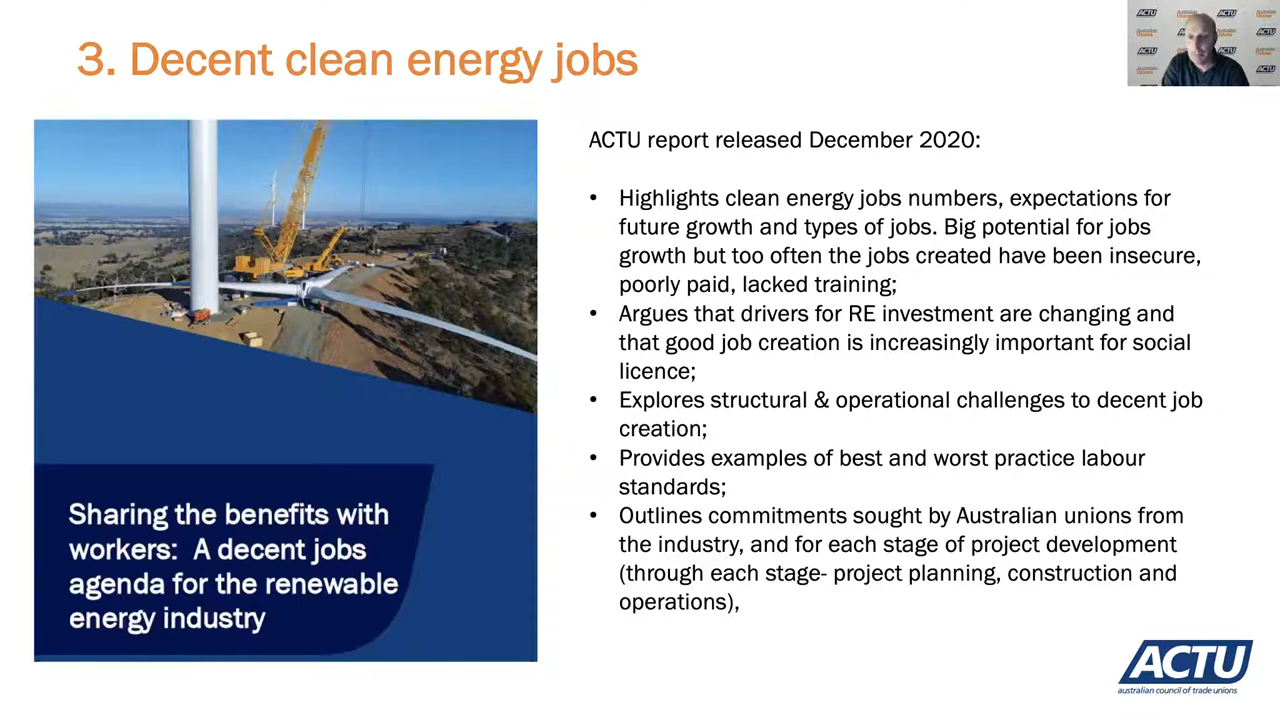 3. Decent clean energy jobs
ACTU
ACTU
ACTU
ACTU
ACTU
ACTU report released December 2020:
• Highlights clean energy jobs numbers, expectations for
future growth and types of jobs. Big potential for jobs
growth but too often the jobs created have been insecure,
poorly paid, lacked training;
• Argues that drivers for RE investment are changing and
that good job creation is increasingly important for social
licence;
• Explores structural & operational challenges to decent job
creation;
• Provides examples of best and worst practice labour
standards;
• Outlines commitments sought by Australian unions from
the industry, and for each stage of project development
(through each stage- project planning, construction and
operations),
Sharing the benefits with
workers: A decent jobs
agenda for the renewable
energy industry
ACTU
australian council of trade unions